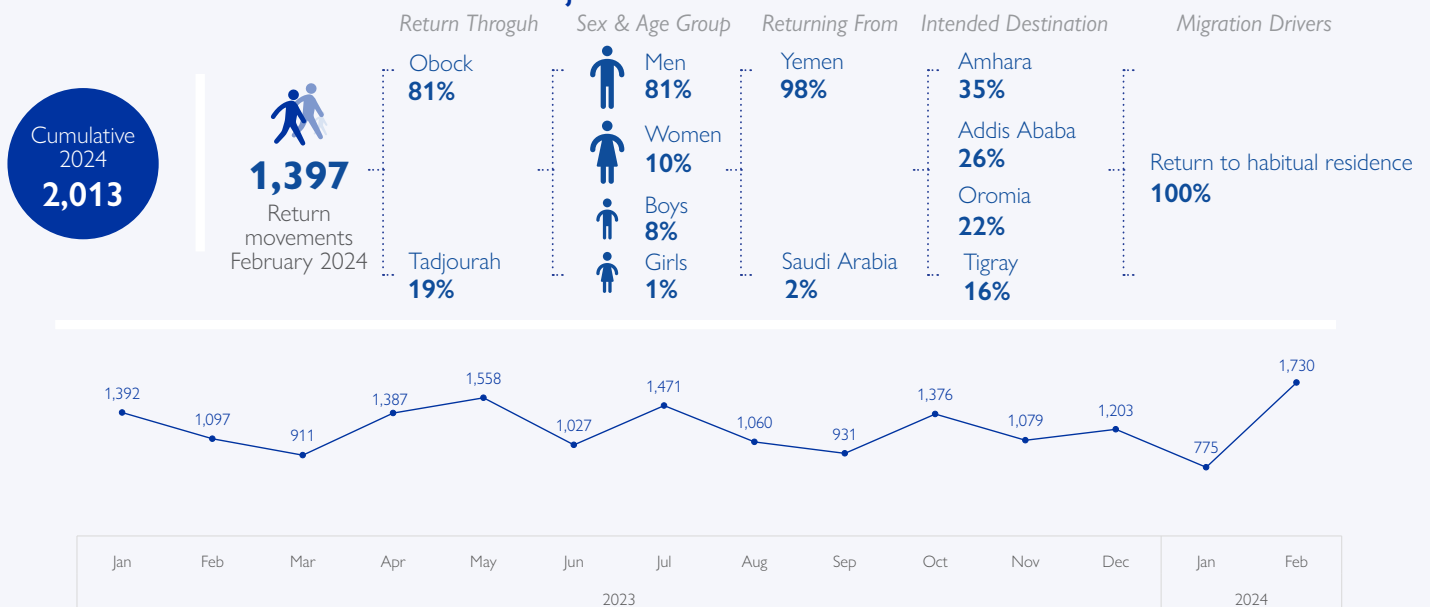 Return Throguh
Sex & Age Group
Returning From
Intended Destination
Migration Drivers
Cumulative
2024
2,013
1,397
Return
movements
February 2024
Obock
81%
Tadjourah
19%
Men
81%
Women
10%
Boys
8%
Girls
1%
Yemen
98%
Saudi Arabia
2%
Amhara
35%
Addis Ababa
26%
Oromia
22%
Tigray
16%
Return to habitual residence
100%
1,392
1,097
911
1,387
1,558
1,027
1,471
1,060
931
1,376
1,079
1,203
775
1,730
Jan
Feb
Mar
Apr
May
Jun
Jul
Aug
Sep
Oct
Nov
Dec
Jan
Feb
2023
2024